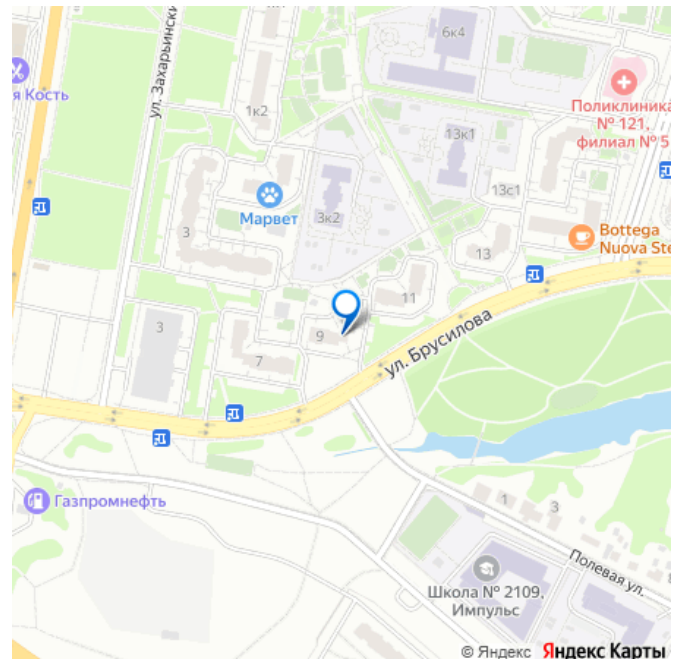 6к4
я Кость
ул. Захарьински
1к2
Поликлиника
№ 121,
филиал № 5
13к1
13с1
Марвет
3к2
3
Bottega
Nuova Ste
13
11
9
3
7
ул. Брусилова
Газпромнефть
1
3
Полевая ул.
Школа № 2109,
Импульс
© Яндекс Яндекс Карты